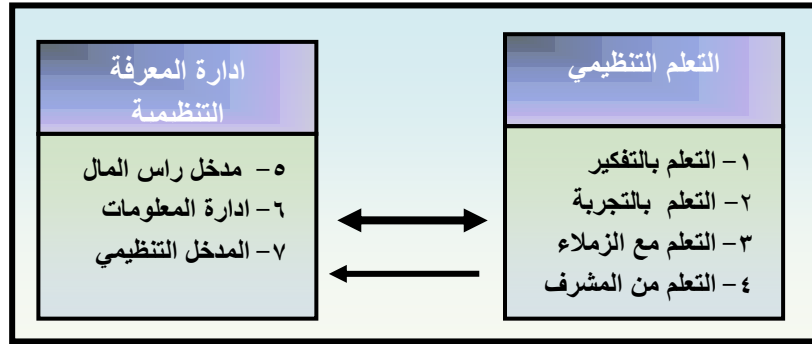 التعلم التنظيمي
١- التعلم بالتفكير
٢- التعلم بالتجربة
٣- التعلم مع الزملاء
٤- التعلم من المشرف
ادارة المعرفة
التنظيمية
٥- مدخل راس المال
٦- ادارة المعلومات
٧- المدخل التنظيمي